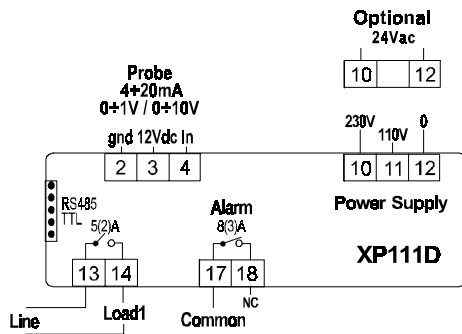 Optional
24Vac
10 12
Probe
4÷20mA
0÷1V / 0÷10V
gnd 12Vdc In
230V 110V 0
2 3 4
10 11 12
RS485
TTL
Power Supply
5(2)A
Alarm
8(3)A
XP111D
13 14
17 18
NC
Line
Load1
Common